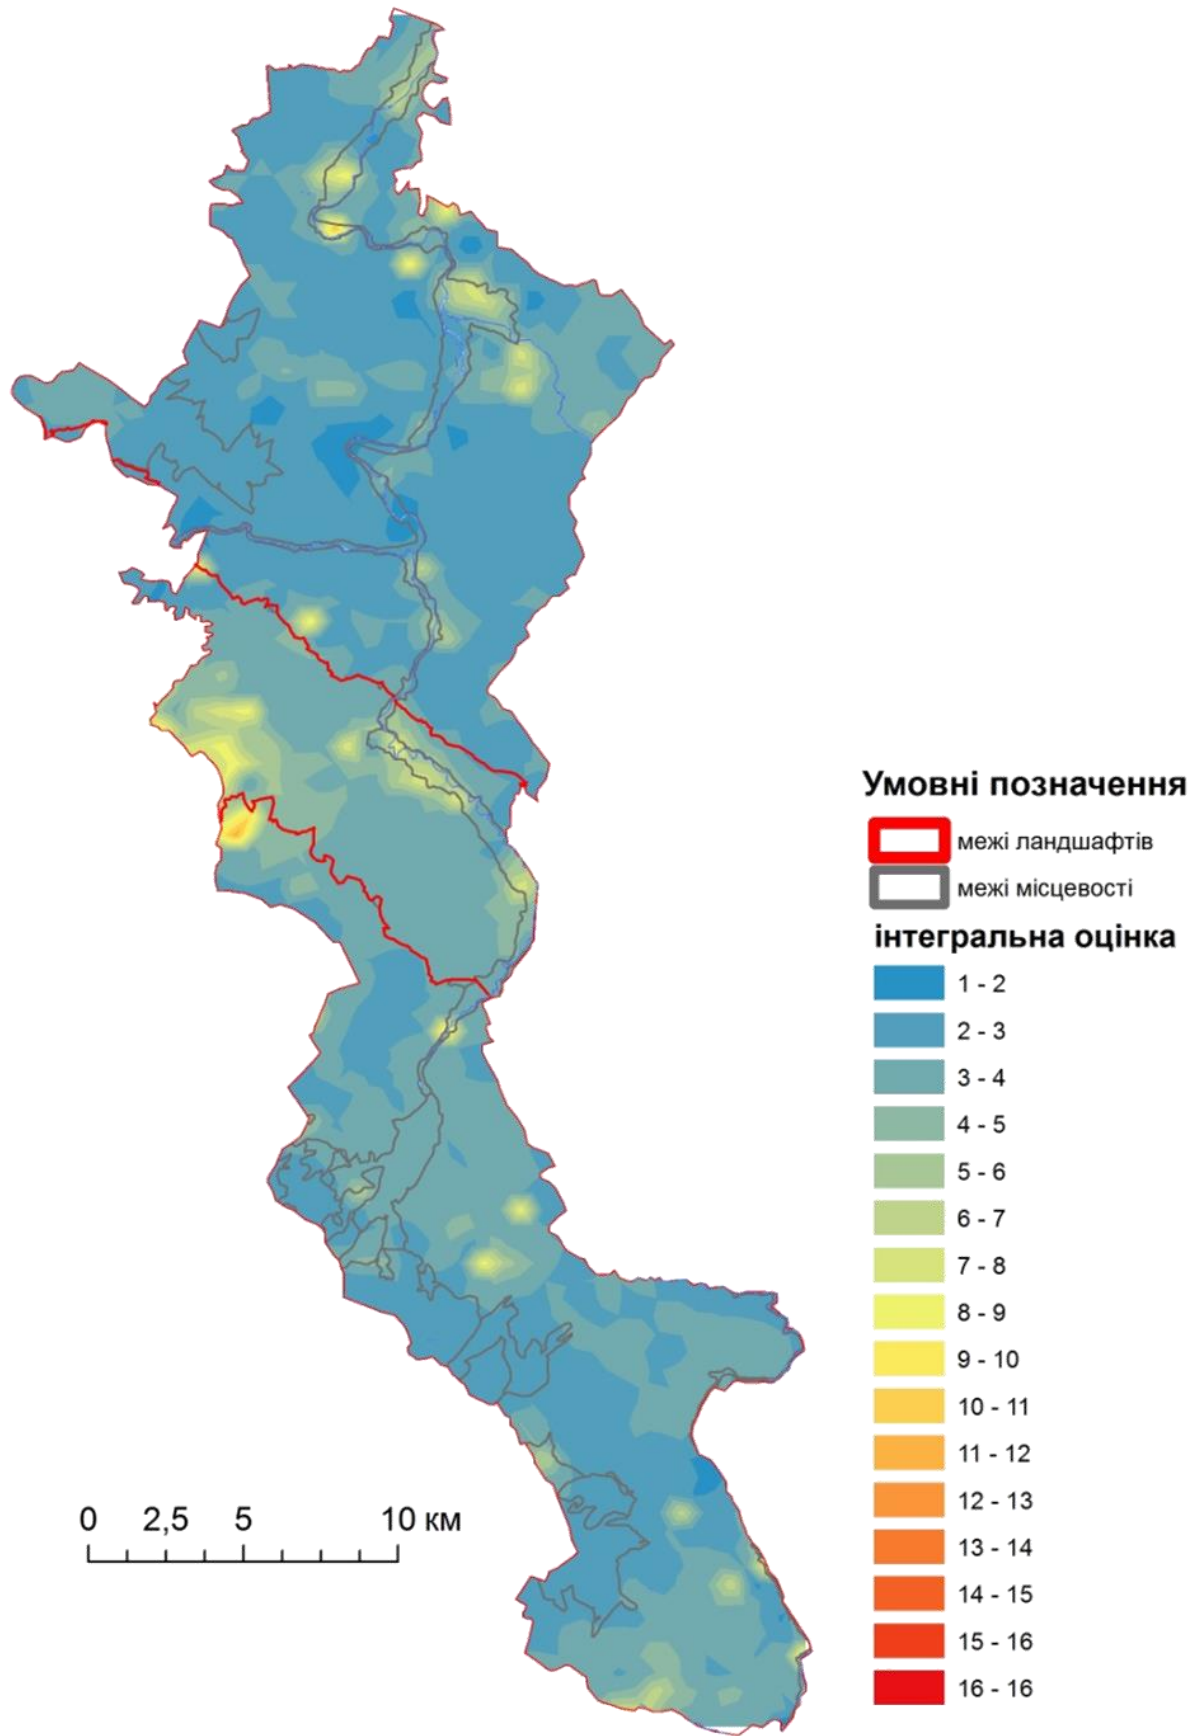 Умовні позначення
межі ландшафтів
межі місцевості
інтегральна оцінка
1 - 2
2 - 3
3 - 4
4 - 5
5 - 6
6 - 7
7 - 8
8 - 9
9 - 10
10 - 11
11 - 12
12 - 13
13 - 14
14 - 15
15 - 16
16 - 16
0 2,5 5 10 км